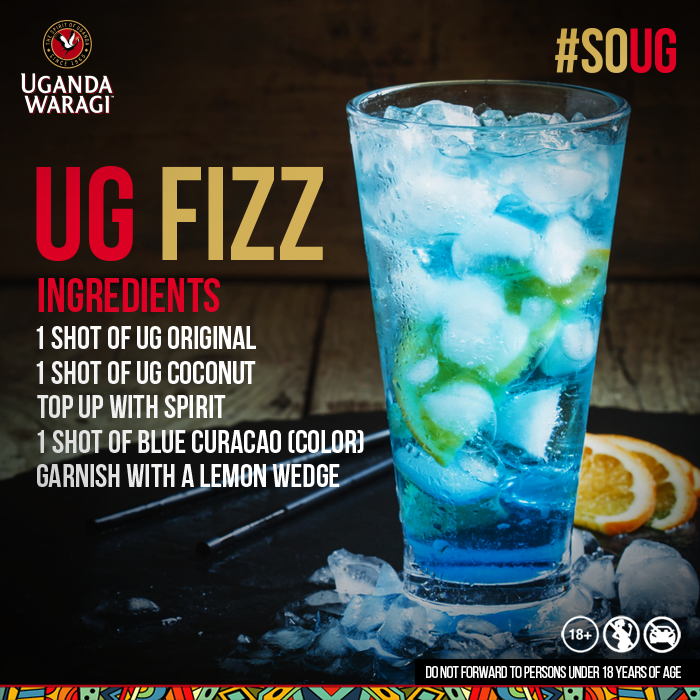 THE SPIRIT OF UGANDA
SINCE 1965
UGANDA
WARAGI
#SOUG
UG FIZZ
INGREDIENTS
1 SHOT OF UG ORIGINAL
1 SHOT OF UG COCONUT
TOP UP WITH SPIRIT
1 SHOT OF BLUE CURACAO (COLOR)
GARNISH WITH A LEMON WEDGE
18+
DO NOT FORWARD TO PERSONS UNDER 18 YEARS OF AGE